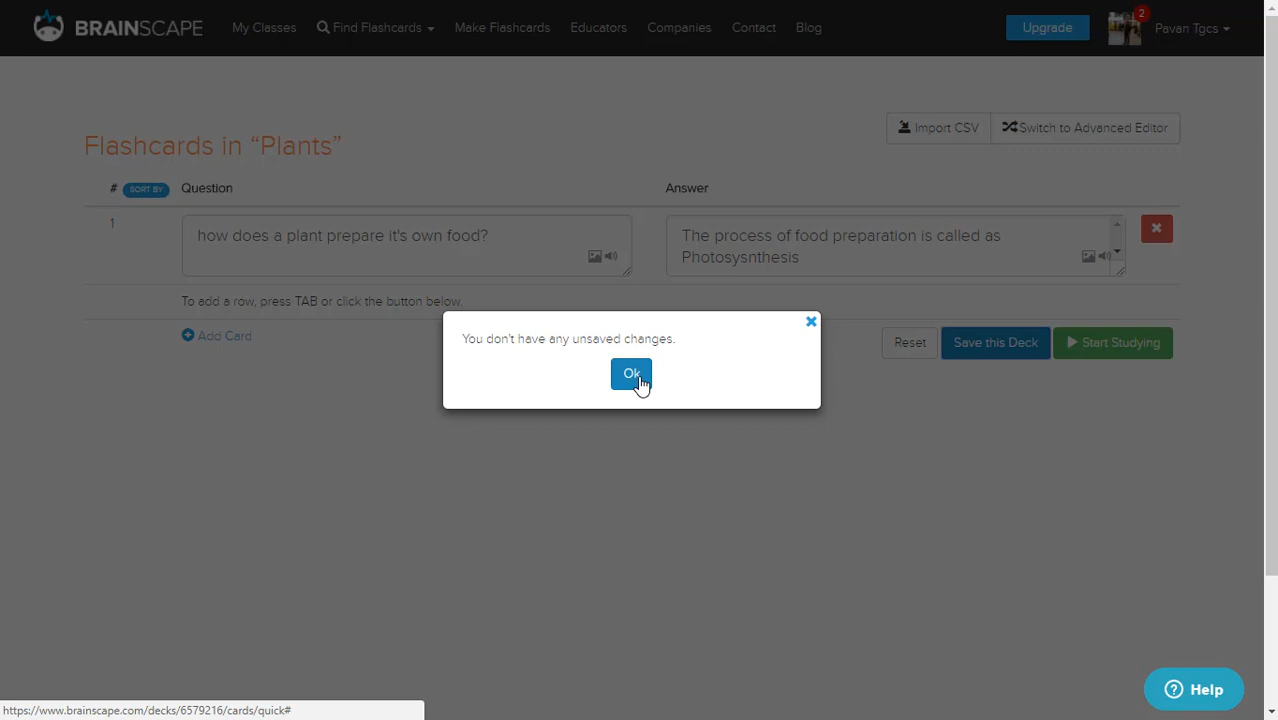 BRAINSCAPE My Classes Find Flashcards Make Flashcards Educators Companies Contact Blog Upgrade 2 Pavan Tgcs
Import CSV Switch to Advanced Editor
Flashcards in “Plants”
# SORT BY Question Answer
1 how does a plant prepare it's own food? The process of food preparation is called as
Photosysnthesis
To add a row, press TAB or click the button below.
Add Card Reset Save this Deck Start Studying
You don't have any unsaved changes.
Ok
Help
https://www.brainscape.com/decks/6579216/cards/quick#